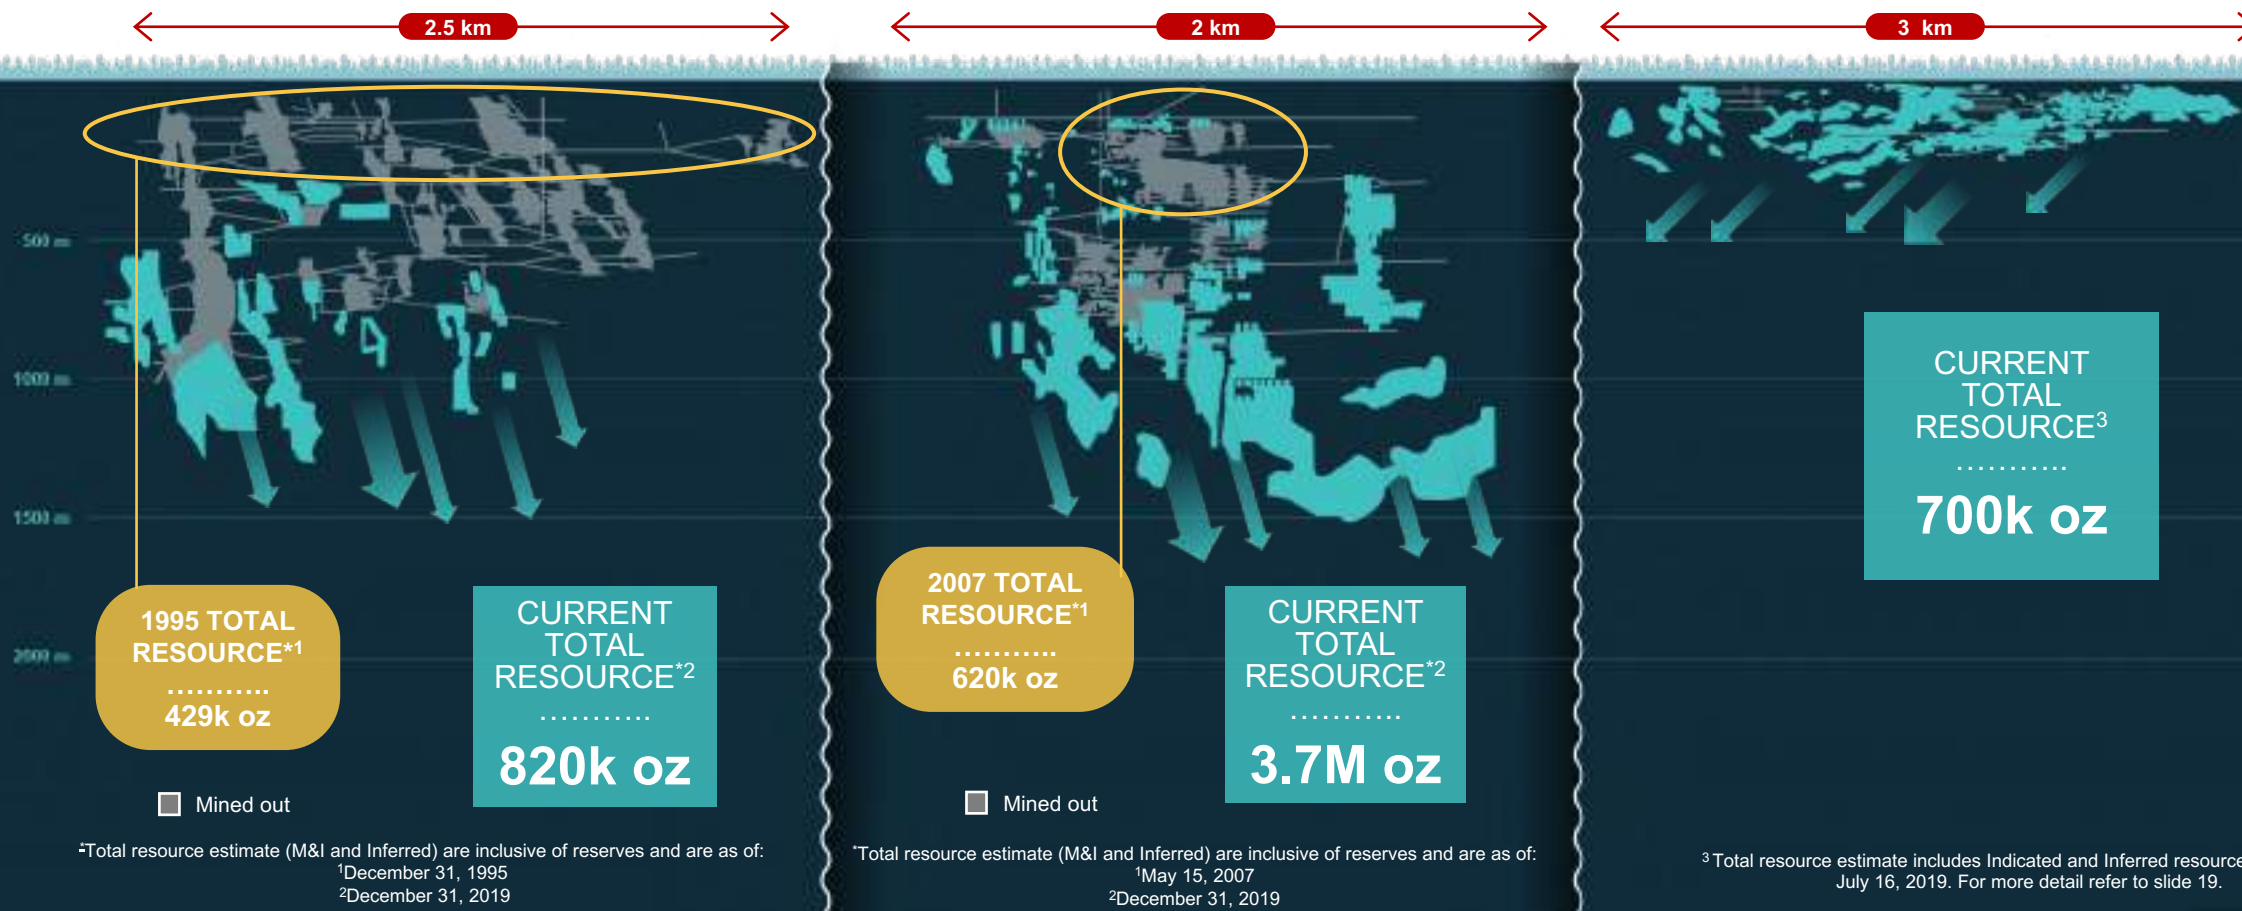 2.5 km
2 km
3 km
500 m
1000 m
1500 m
2000 m
1995 TOTAL
RESOURCE*1
...........
429k oz
CURRENT
TOTAL
RESOURCE*2
...........
820k oz
Mined out
*Total resource estimate (M&I and Inferred) are inclusive of reserves and are as of:
1December 31, 1995
2December 31, 2019
2007 TOTAL
RESOURCE*1
...........
620k oz
CURRENT
TOTAL
RESOURCE*2
...........
3.7M oz
Mined out
*Total resource estimate (M&I and Inferred) are inclusive of reserves and are as of:
1May 15, 2007
2December 31, 2019
CURRENT
TOTAL
RESOURCE3
...........
700k oz
3 Total resource estimate includes Indicated and Inferred resource
July 16, 2019. For more detail refer to slide 19.